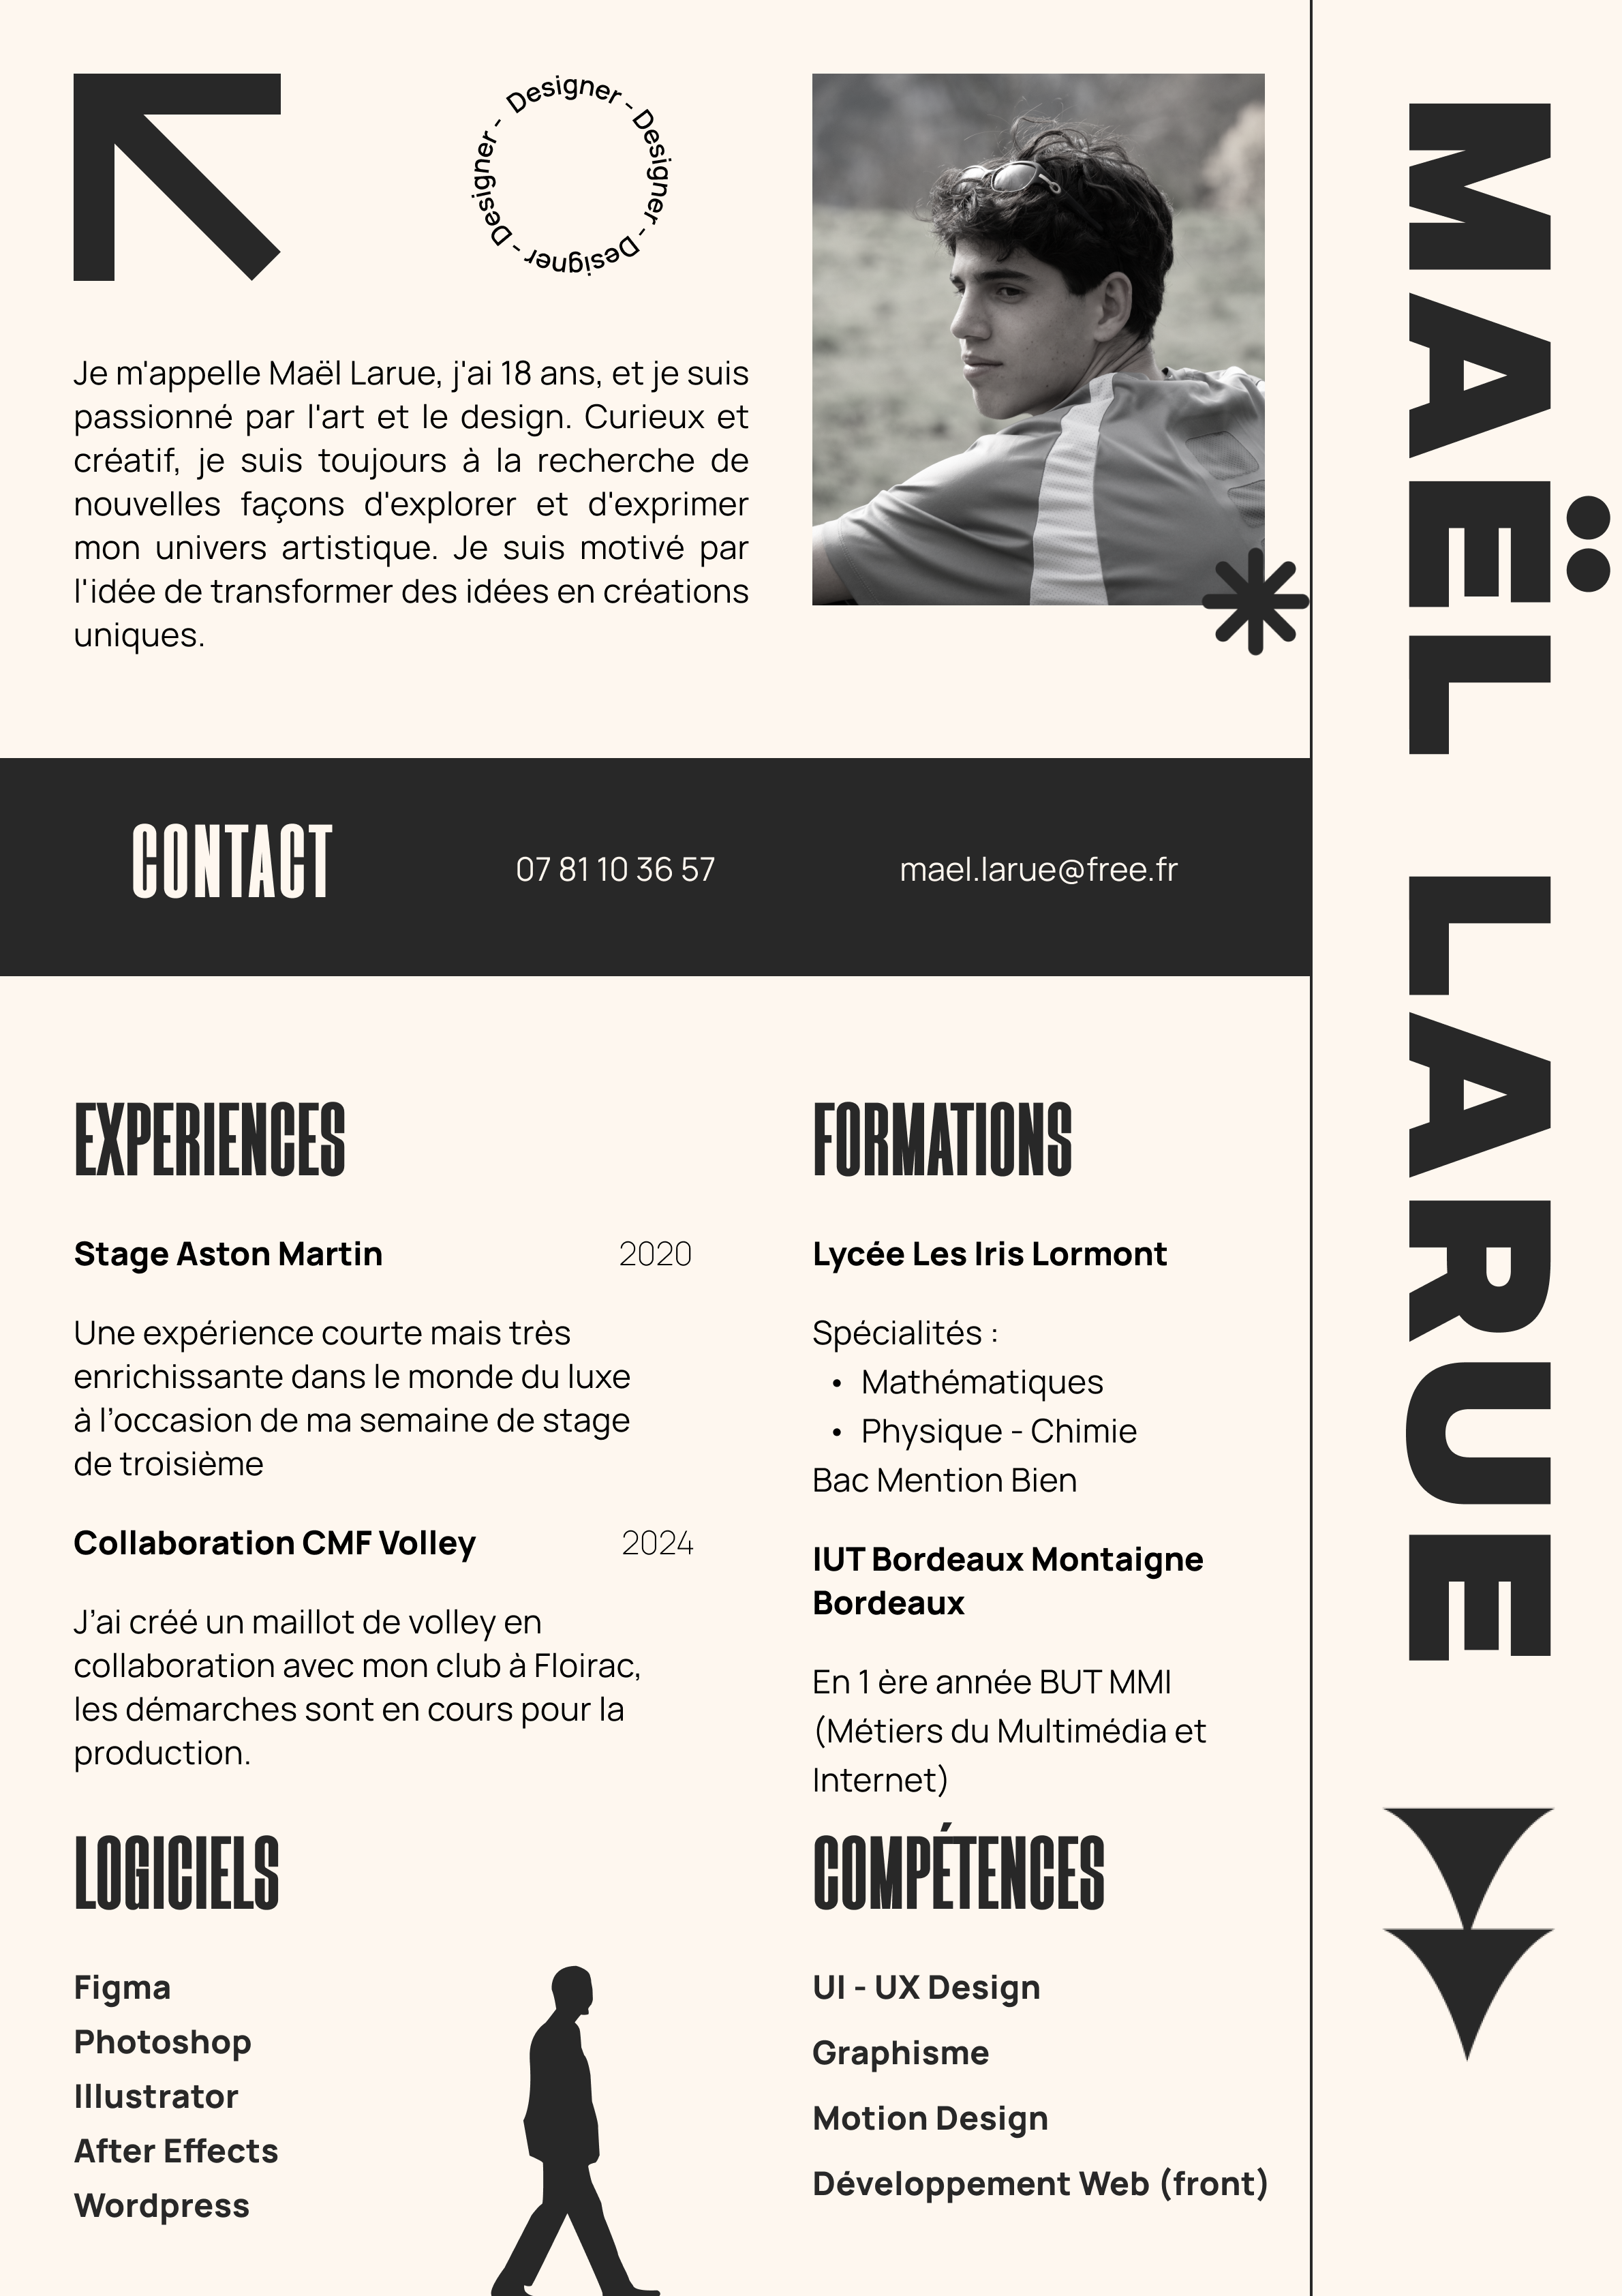 Designer - Designer - Designer - Designer - Designer -
Je m'appelle Maël Larue, j'ai 18 ans, et je suis
passionné par l'art et le design. Curieux et
créatif, je suis toujours à la recherche de
nouvelles façons d'explorer et d'exprimer
mon univers artistique. Je suis motivé par
l'idée de transformer des idées en créations
uniques.
MAËL LARUE
CONTACT
07 81 10 36 57
mael.larue@free.fr
EXPERIENCES
Stage Aston Martin
2020
Une expérience courte mais très
enrichissante dans le monde du luxe
à l’occasion de ma semaine de stage
de troisième
Collaboration CMF Volley
2024
J’ai créé un maillot de volley en
collaboration avec mon club à Floirac,
les démarches sont en cours pour la
production.
FORMATIONS
Lycée Les Iris Lormont
Spécialités :
• Mathématiques
• Physique - Chimie
Bac Mention Bien
IUT Bordeaux Montaigne
Bordeaux
En 1 ère année BUT MMI
(Métiers du Multimédia et
Internet)
LOGICIELS
Figma
Photoshop
Illustrator
After Effects
Wordpress
COMPÉTENCES
UI - UX Design
Graphisme
Motion Design
Développement Web (front)